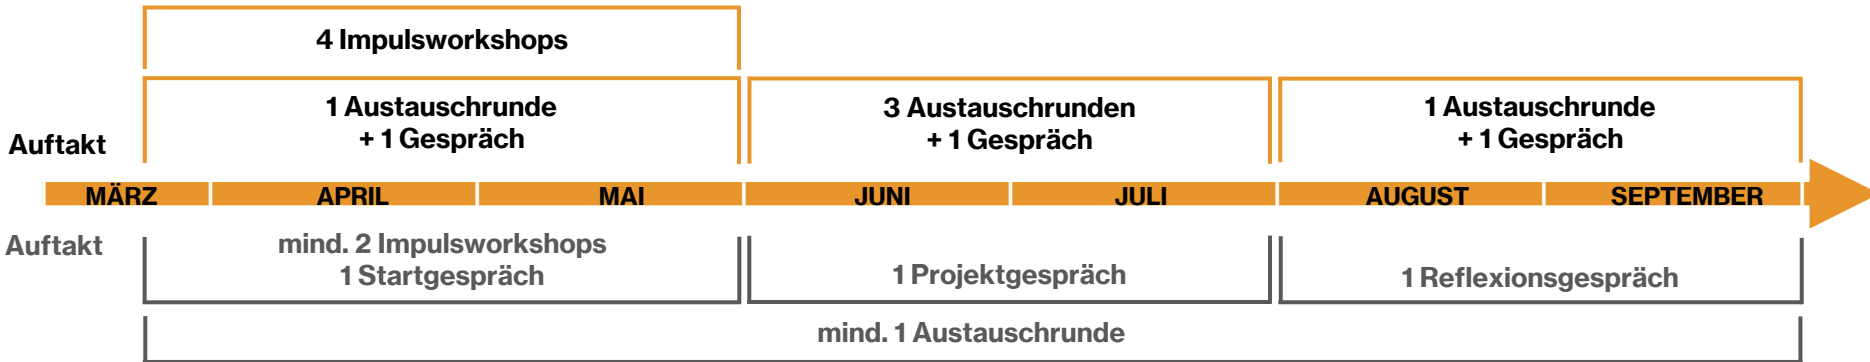 4 Impulsworkshops
1 Austauschrunde
+ 1 Gespräch
3 Austauschrunden
+ 1 Gespräch
1 Austauschrunde
+ 1 Gespräch
Auftakt
MÄRZ APRIL MAI JUNI JULI AUGUST SEPTEMBER
Auftakt
mind. 2 Impulsworkshops
1 Startgespräch
1 Projektgespräch
1 Reflexionsgespräch
mind. 1 Austauschrunde